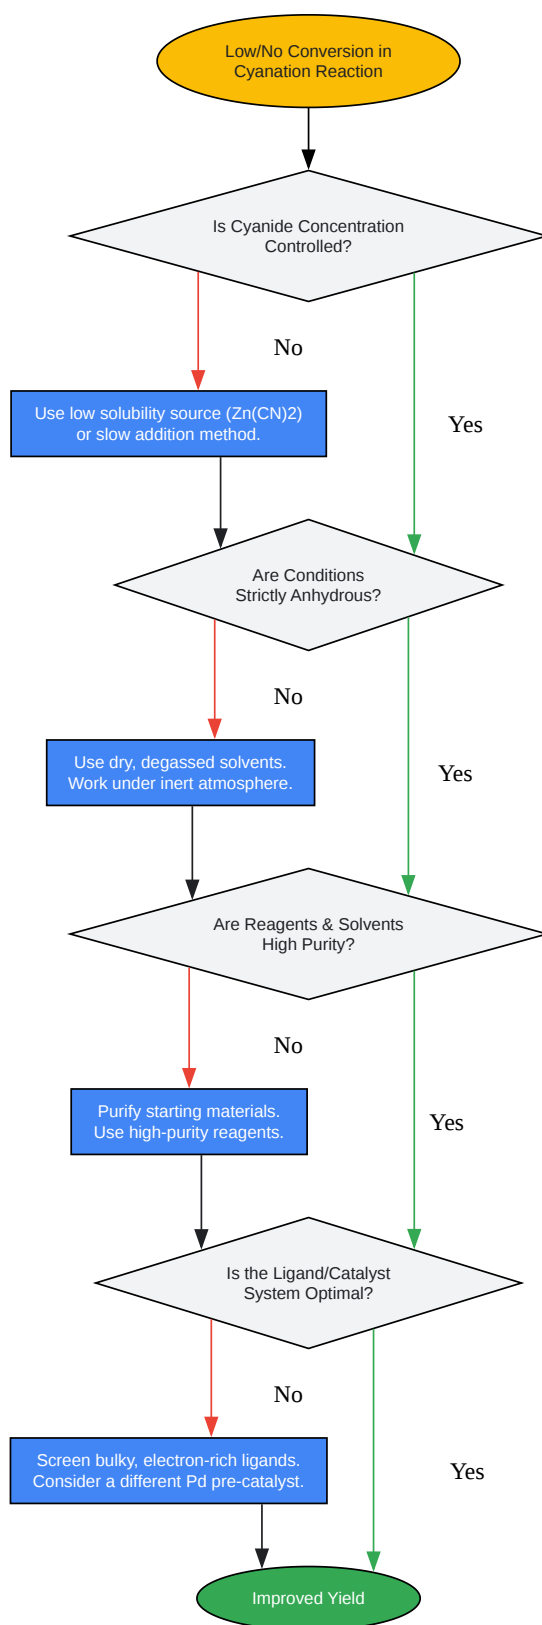 Low/No Conversion in
Cyanation Reaction
Is Cyanide Concentration
Controlled?
No
Use low solubility source (Zn(CN)2)
or slow addition method.
Yes
Are Conditions
Strictly Anhydrous?
No
Use dry, degassed solvents.
Work under inert atmosphere.
Yes
Are Reagents & Solvents
High Purity?
No
Purify starting materials.
Use high-purity reagents.
Yes
Is the Ligand/Catalyst
System Optimal?
No
Screen bulky, electron-rich ligands.
Consider a different Pd pre-catalyst.
Yes
Improved Yield